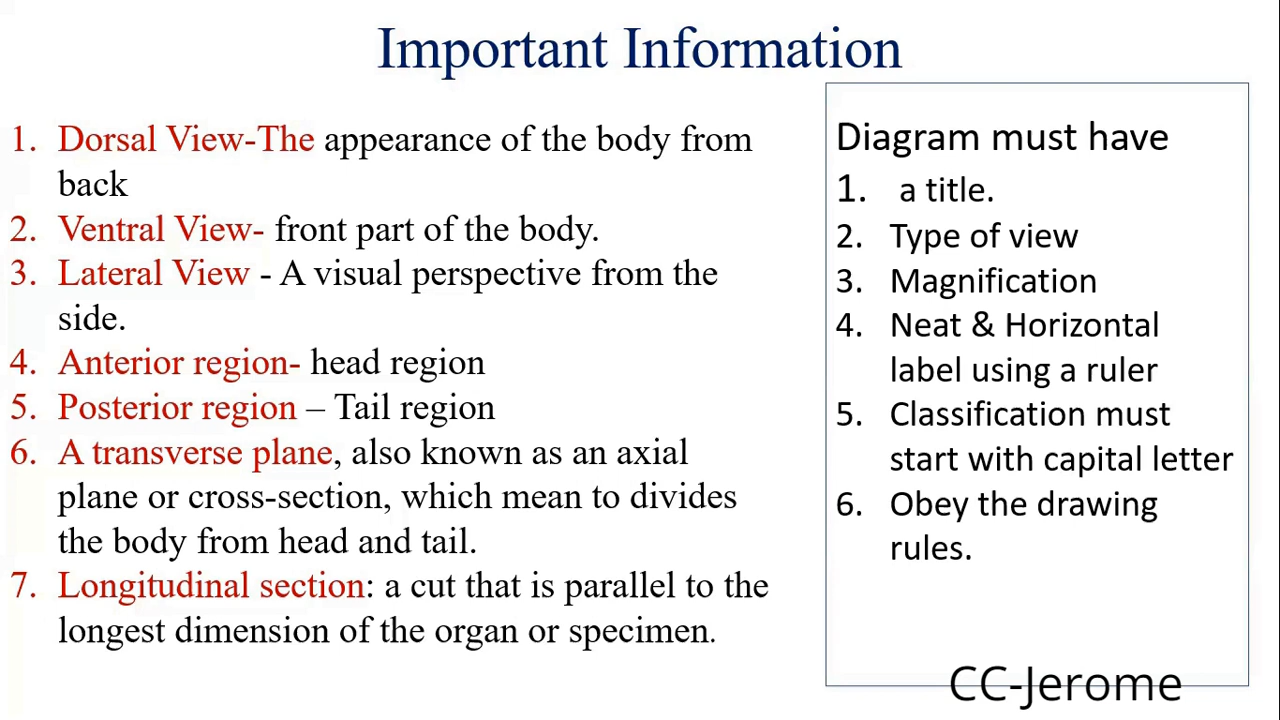 Important Information
1. Dorsal View-The appearance of the body from
back
2. Ventral View- front part of the body.
3. Lateral View - A visual perspective from the
side.
4. Anterior region- head region
5. Posterior region – Tail region
6. A transverse plane, also known as an axial
plane or cross-section, which mean to divides
the body from head and tail.
7. Longitudinal section: a cut that is parallel to the
longest dimension of the organ or specimen.
Diagram must have
1. a title.
2. Type of view
3. Magnification
4. Neat & Horizontal
label using a ruler
5. Classification must
start with capital letter
6. Obey the drawing
rules.
CC-Jerome